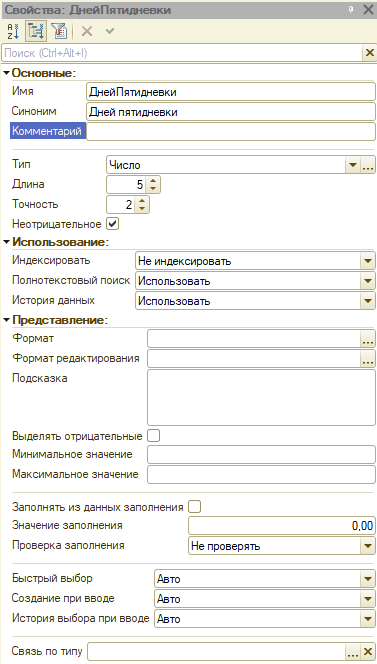 Свойства: ДнейПятидневки
Поиск (Ctrl+Alt+I)
Основные:
Имя ДнейПятидневки
Синоним Дней пятидневки
Комментарий
Тип Число
Длина 5
Точность 2
Неотрицательное
Использование:
Индексировать Не индексировать
Полнотекстовый поиск Использовать
История данных Использовать
Представление:
Формат
Формат редактирования
Подсказка
Выделять отрицательные
Минимальное значение
Максимальное значение
Заполнять из данных заполнения
Значение заполнения 0,00
Проверка заполнения Не проверять
Быстрый выбор Авто
Создание при вводе Авто
История выбора при вводе Авто
Связь по типу